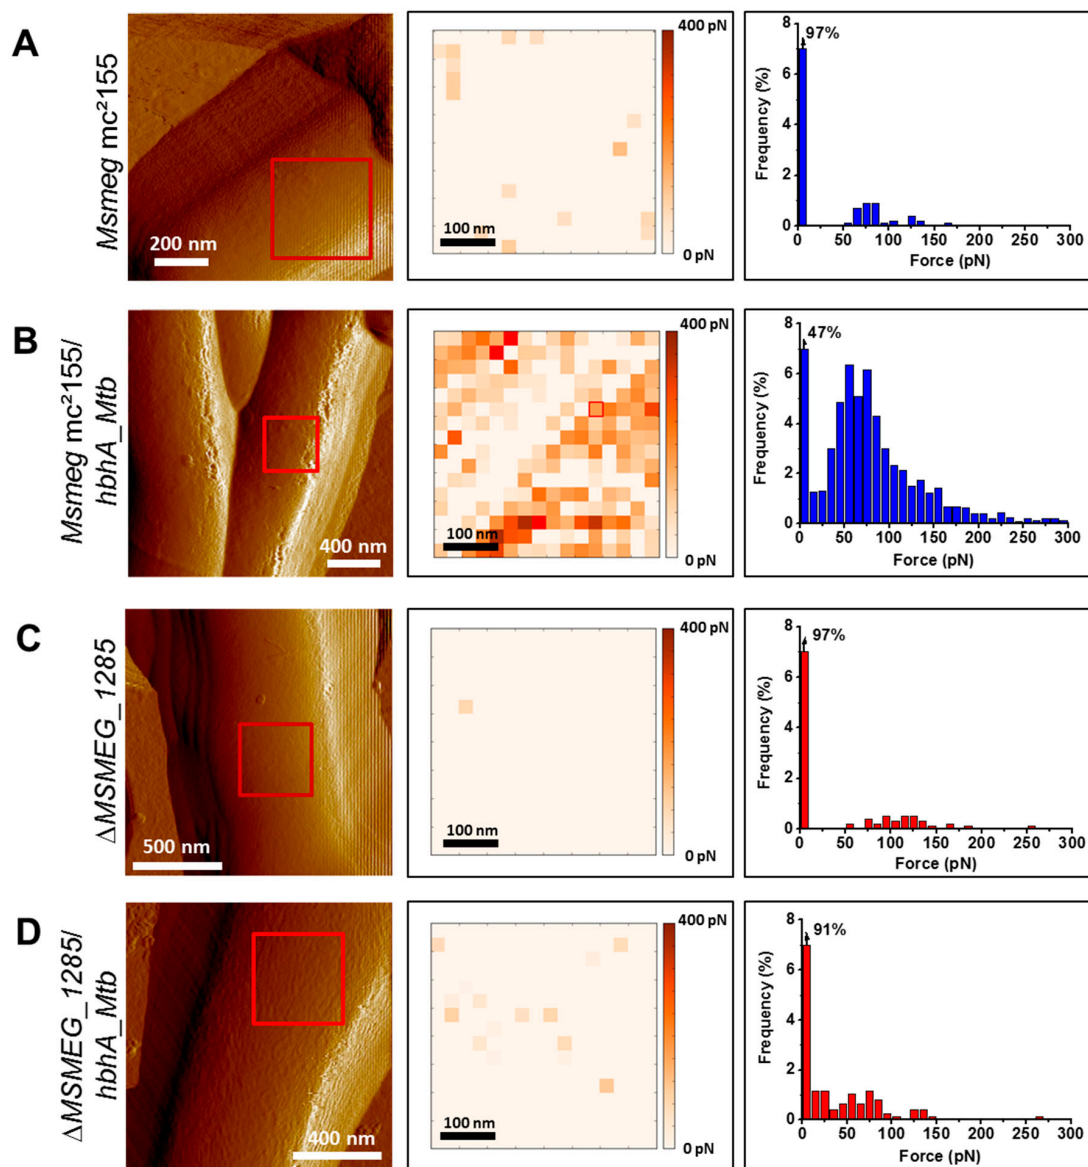 A
Msmeg mc²155
200 nm
100 nm
400 pN
0 pN
Frequency (%)
8
6
4
2
0
97%
0 50 100 150 200 250 300
Force (pN)
B
Msmeg mc²155/
hbhA_Mtb
400 nm
100 nm
400 pN
0 pN
Frequency (%)
8
6
4
2
0
47%
0 50 100 150 200 250 300
Force (pN)
C
ΔMSMEG_1285
500 nm
100 nm
400 pN
0 pN
Frequency (%)
8
6
4
2
0
97%
0 50 100 150 200 250 300
Force (pN)
D
ΔMSMEG_1285/
hbhA_Mtb
400 nm
100 nm
400 pN
0 pN
Frequency (%)
8
6
4
2
0
91%
0 50 100 150 200 250 300
Force (pN)